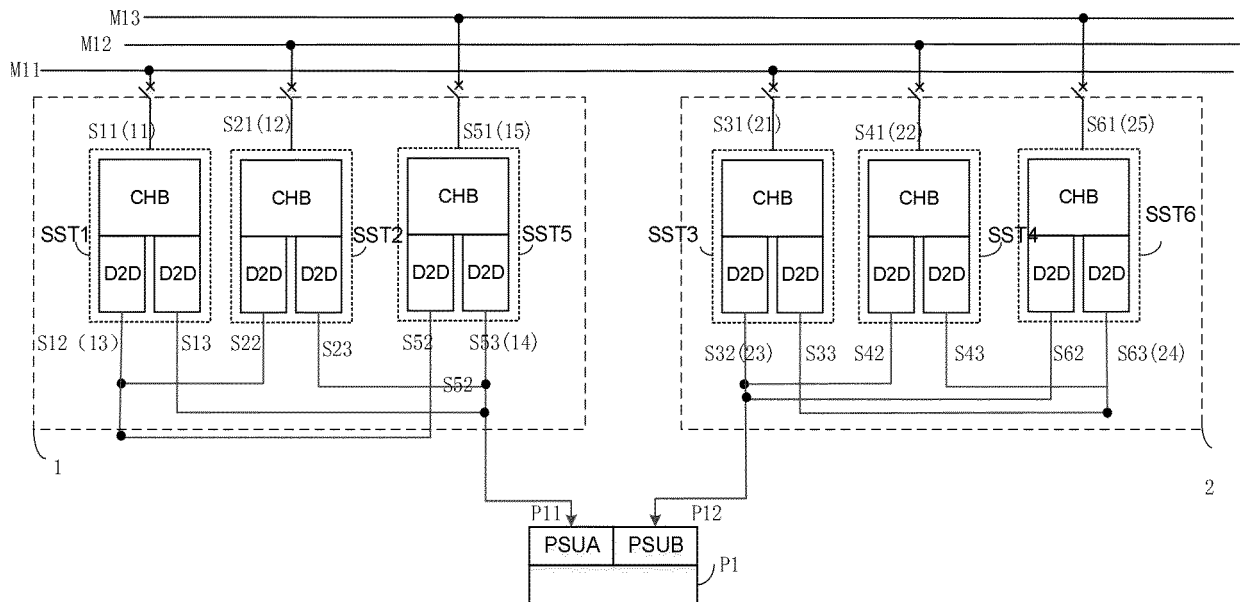 M13
M12
M11
S11(11)
S21(12)
S51(15)
S31(21)
S41(22)
S61(25)
CHB
CHB
CHB
CHB
CHB
CHB
SST1
SST2
SST5
SST3
SST4
SST6
D2D
D2D
D2D
D2D
D2D
D2D
D2D
D2D
D2D
D2D
D2D
D2D
S12 (13)
S13
S22
S23
S52
S53(14)
S32(23)
S33
S42
S43
S62
S63(24)
S52
1
2
P11
P12
PSUA
PSUB
P1